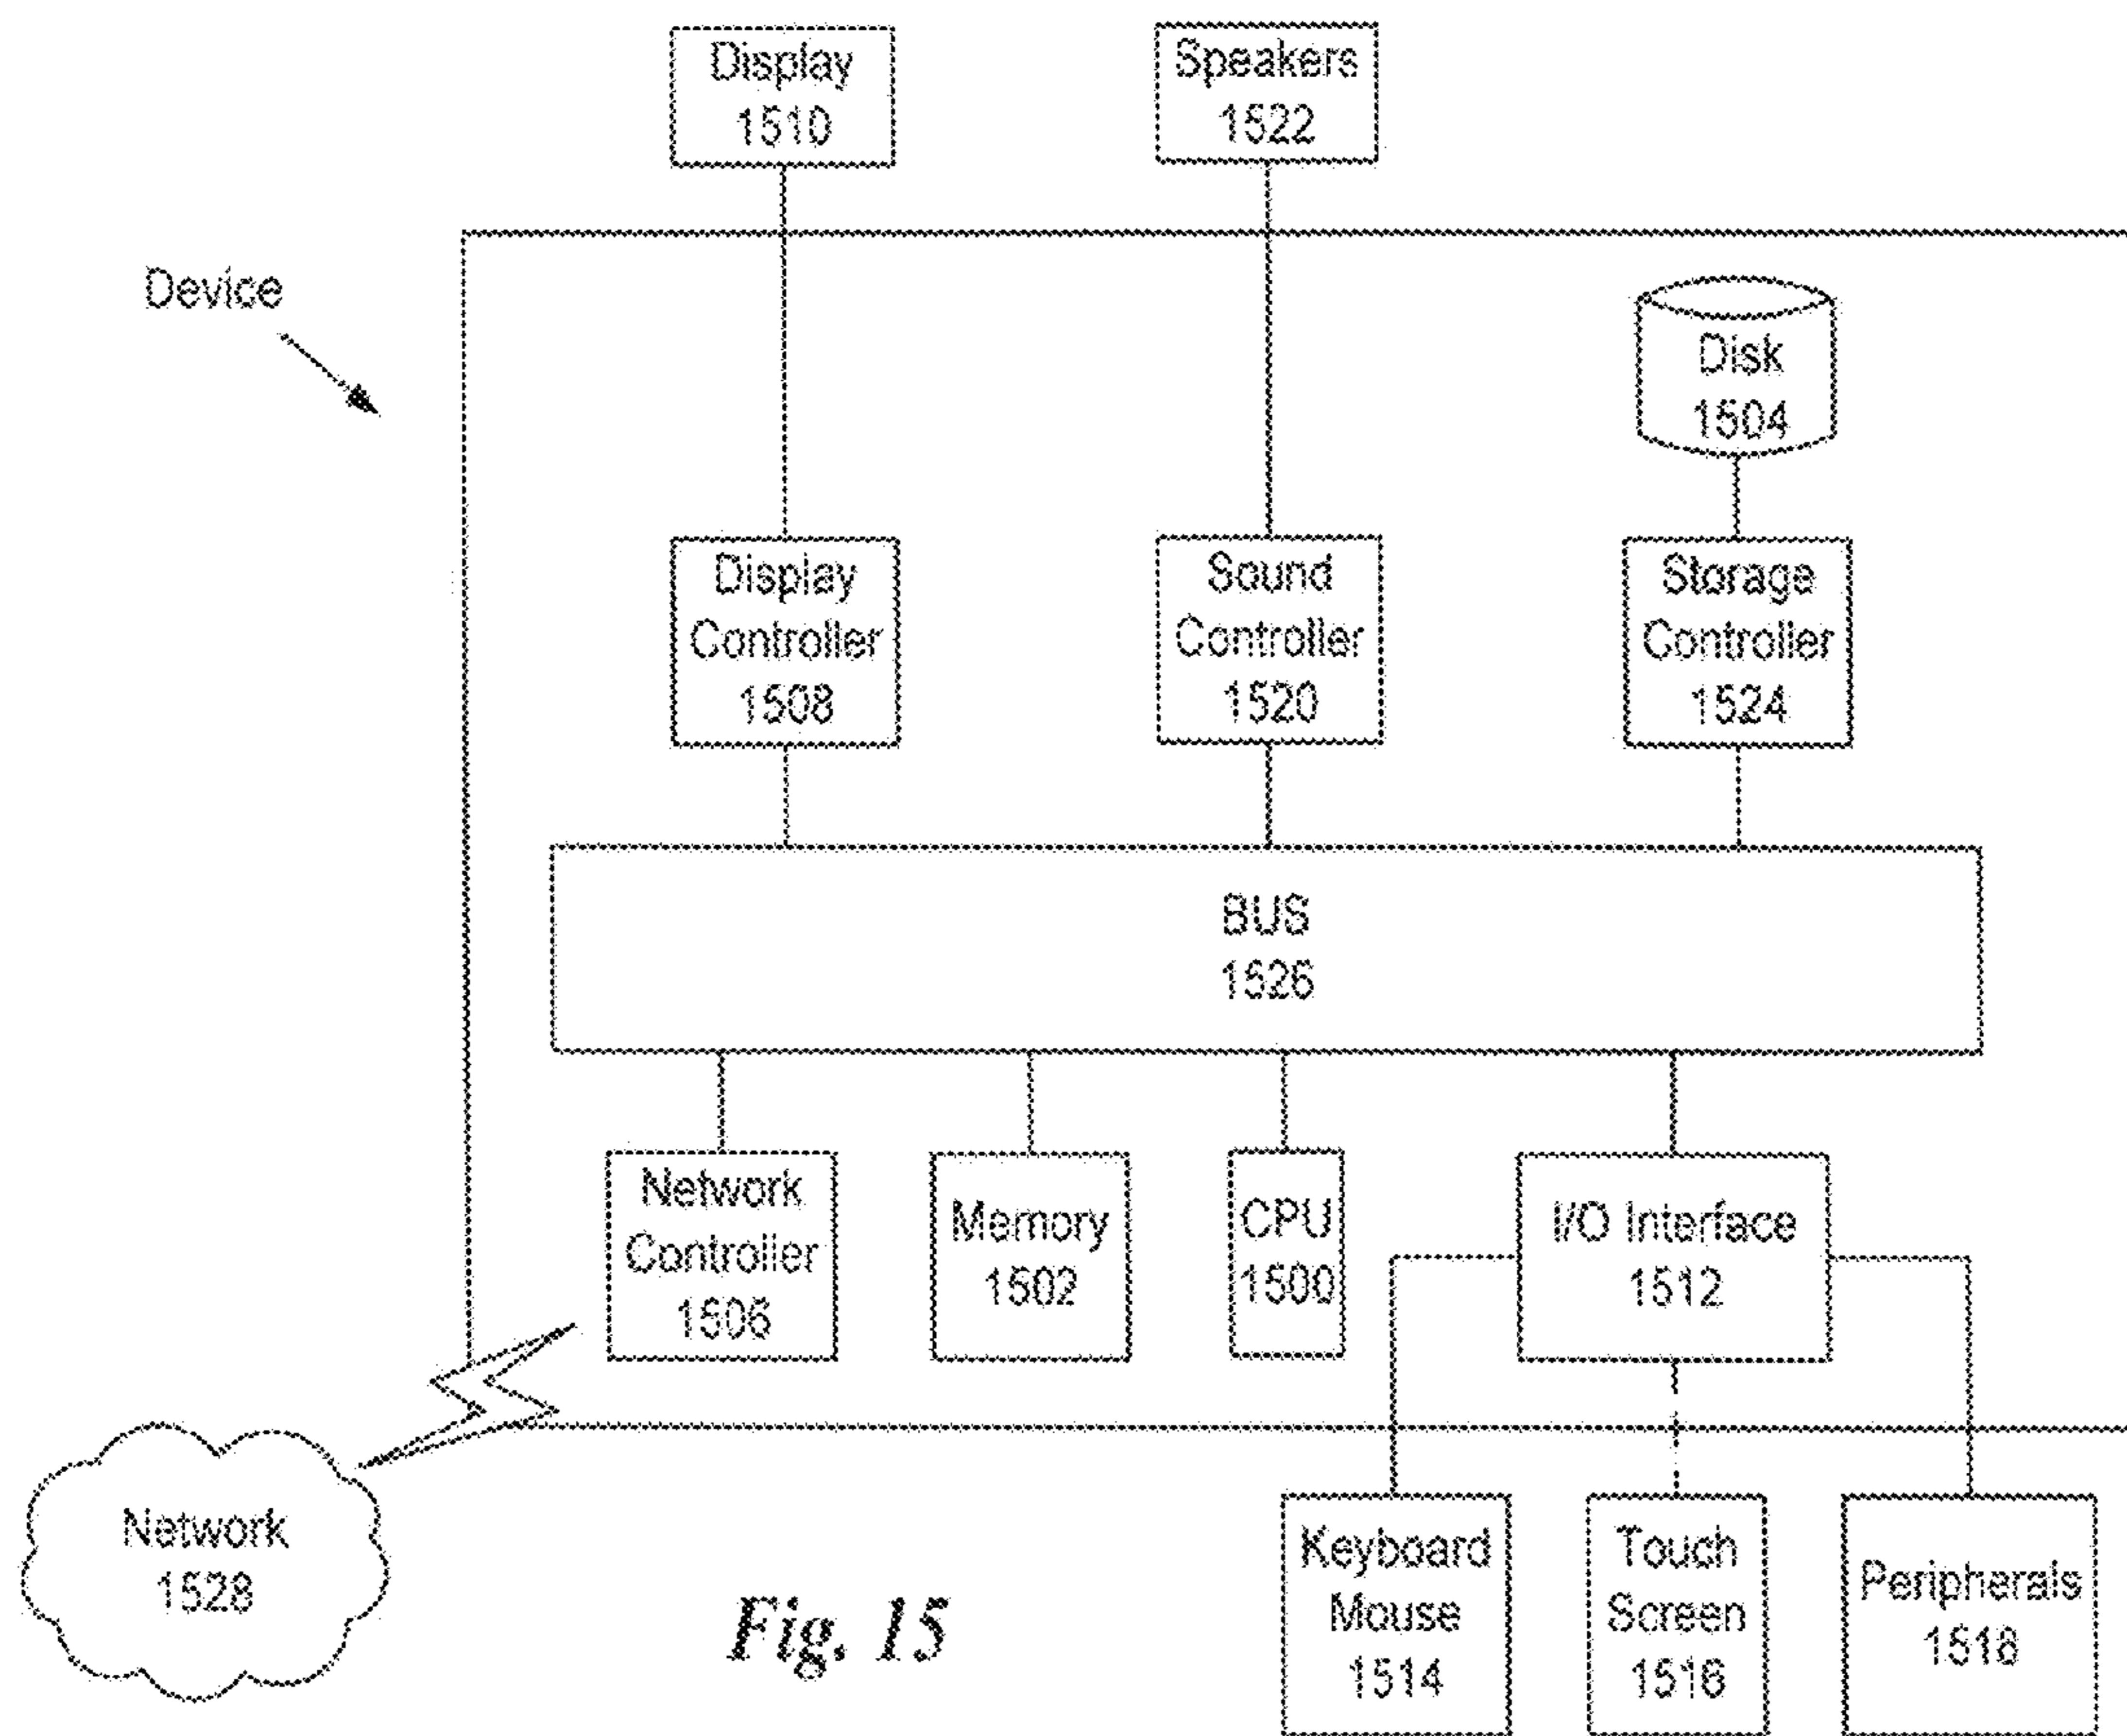 Display
1510
Speakers
1522
Device
Disk
1504
Display
Controller
1508
Sound
Controller
1520
Storage
Controller
1524
BUS
1526
Network
Controller
1506
Memory
1502
CPU
1500
I/O Interface
1512
Network
1528
Keyboard
Mouse
1514
Touch
Screen
1516
Peripherals
1518
Fig. 15